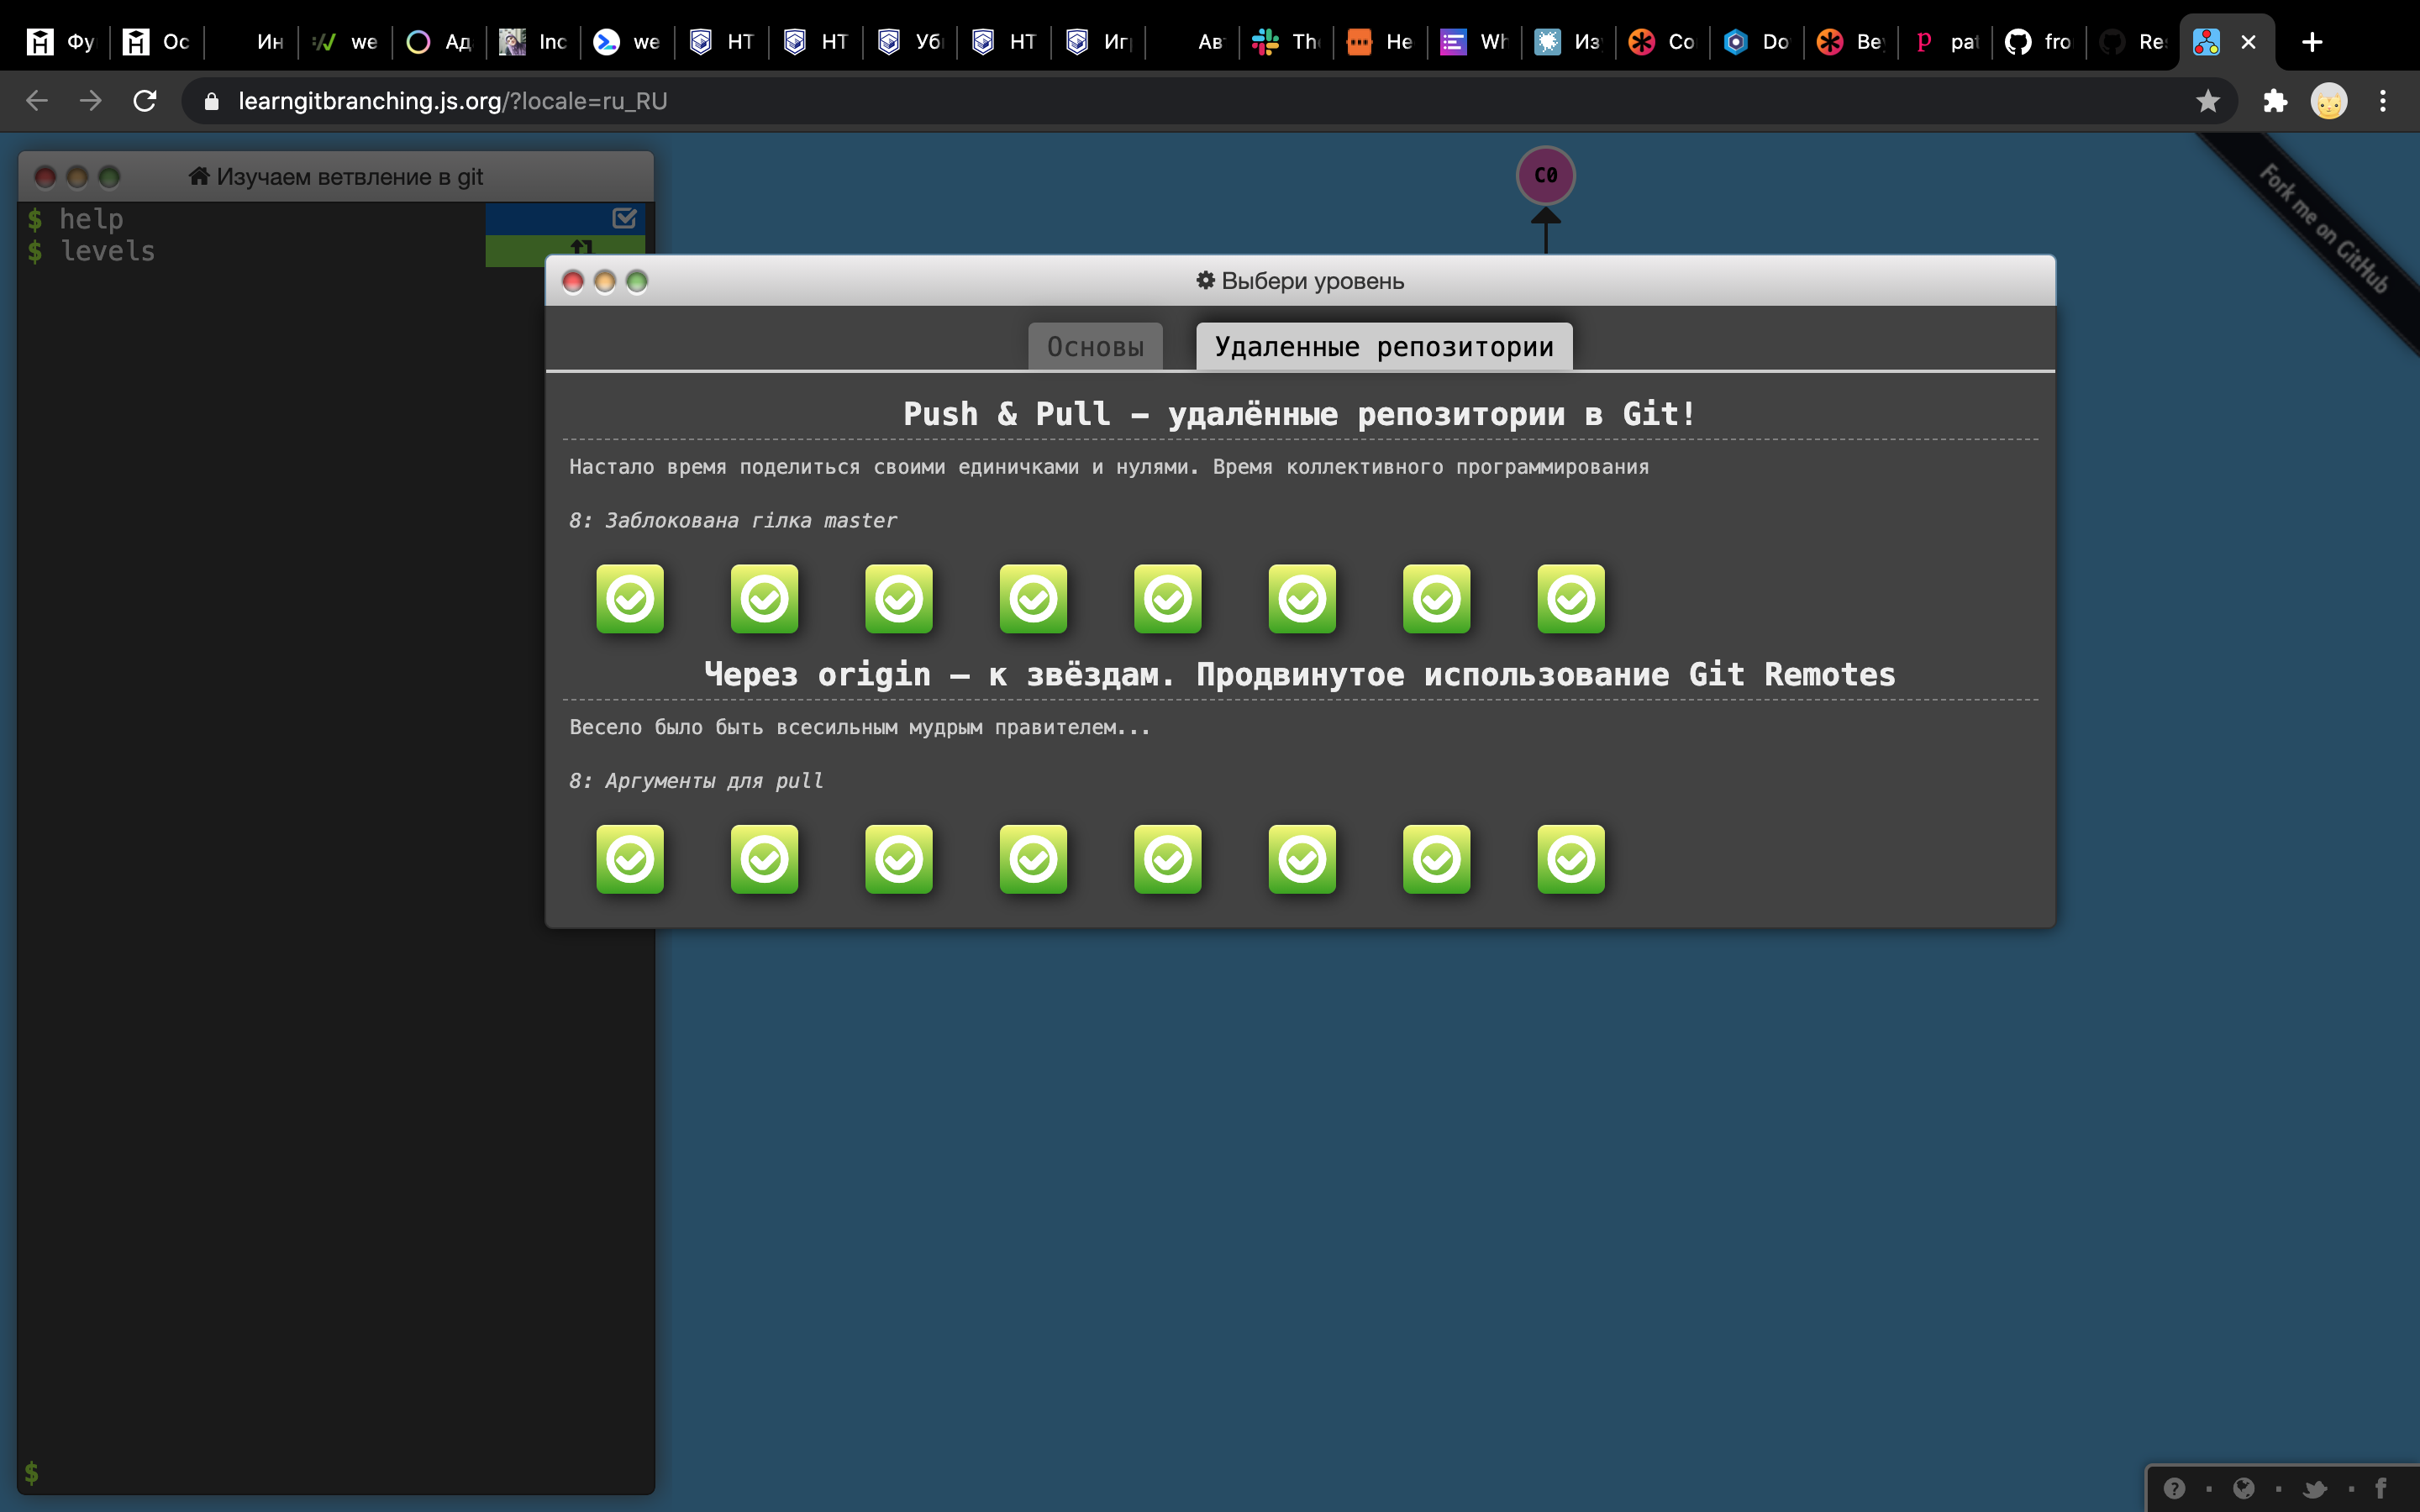 Фу
Ос
Ин
we
Ад
Inc
we
НТ
НТ
Уб
НТ
Иг
Ав
Th
Не
Wh
Из
Co
Do
Be
pat
fro
Re
learngitbranching.js.org/?locale=ru_RU
Изучаем ветвление в git
$ help
$ levels
C0
Fork me on GitHub
Выбери уровень
Основы
Удаленные репозитории
Push & Pull – удалённые репозитории в Git!
Настало время поделиться своими единичками и нулями. Время коллективного программирования
8: Заблокована гілка master
Через origin – к звёздам. Продвинутое использование Git Remotes
Весело было быть всесильным мудрым правителем...
8: Аргументы для pull
$